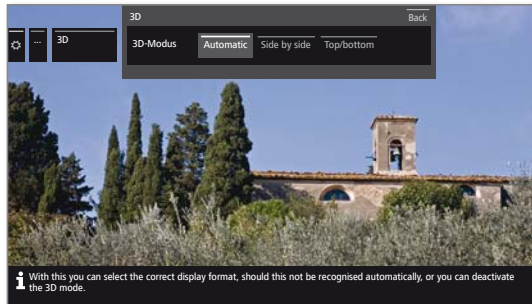 3D
Back
...
3D
3D-Modus
Automatic
Side by side
Top/bottom
With this you can select the correct display format, should this not be recognised automatically, or you can deactivate
the 3D mode.